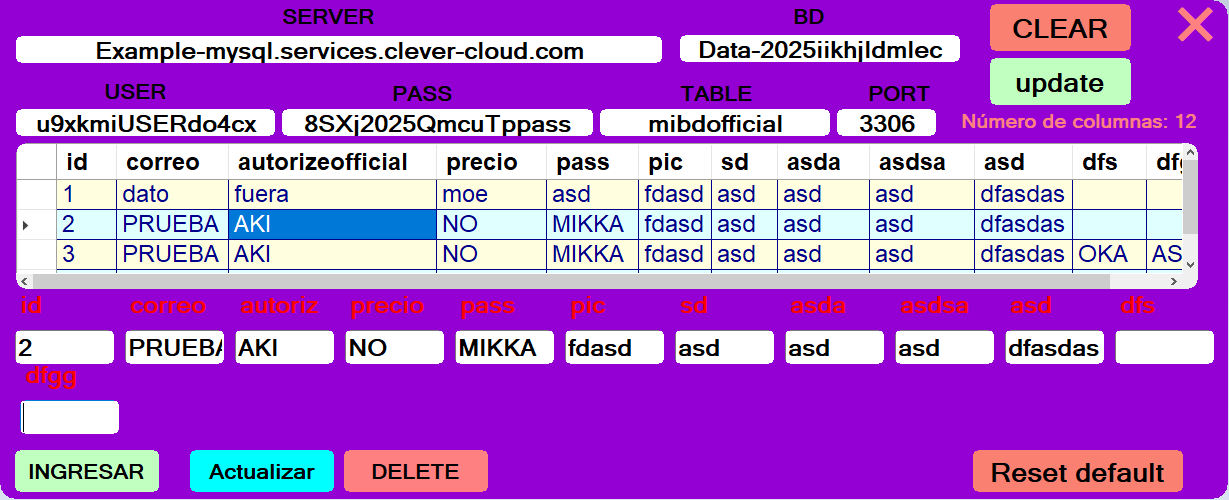 SERVER BD
CLEAR
Example-mysql.services.clever-cloud.com Data-2025iikhjldmlec
update
USER PASS TABLE PORT
u9xkmiUSERdo4cx 8SXj2025QmcuTppass mibdofficial 3306 Número de columnas: 12
id correo autorizeofficial precio pass pic sd asda asdsa asd dfs dfg
1 dato fuera moe asd fdasd asd asd asd dfasdas
2 PRUEBA AKI NO MIKKA fdasd asd asd asd dfasdas
3 PRUEBA AKI NO MIKKA fdasd asd asd asd dfasdas OKA AS
id correo autoriz precio pass pic sd asda asdsa asd dfs
2 PRUEBA AKI NO MIKKA fdasd asd asd asd dfasdas
dfgg
INGRESAR Actualizar DELETE Reset default